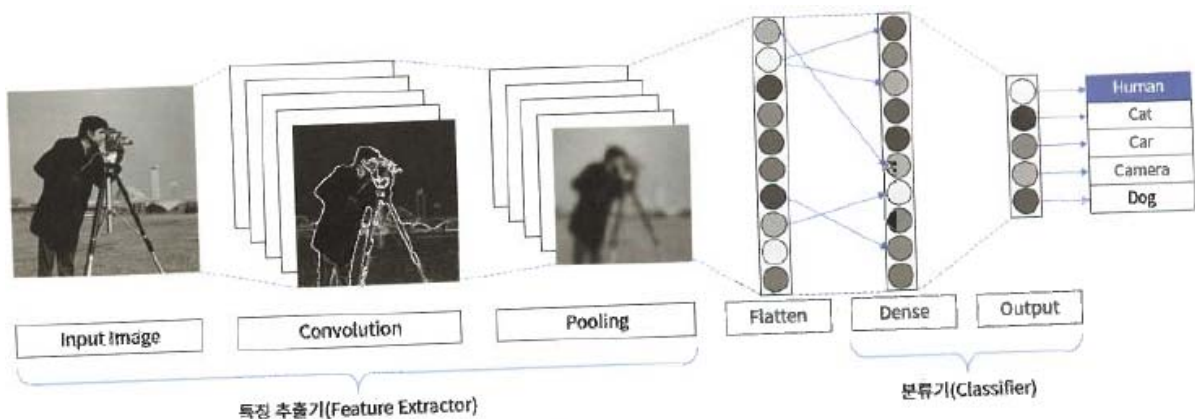 Human
Cat
Car
Camera
Dog
Input Image
Convolution
Pooling
Flatten
Dense
Output
특징 추출기(Feature Extractor)
분류기(Classifier)